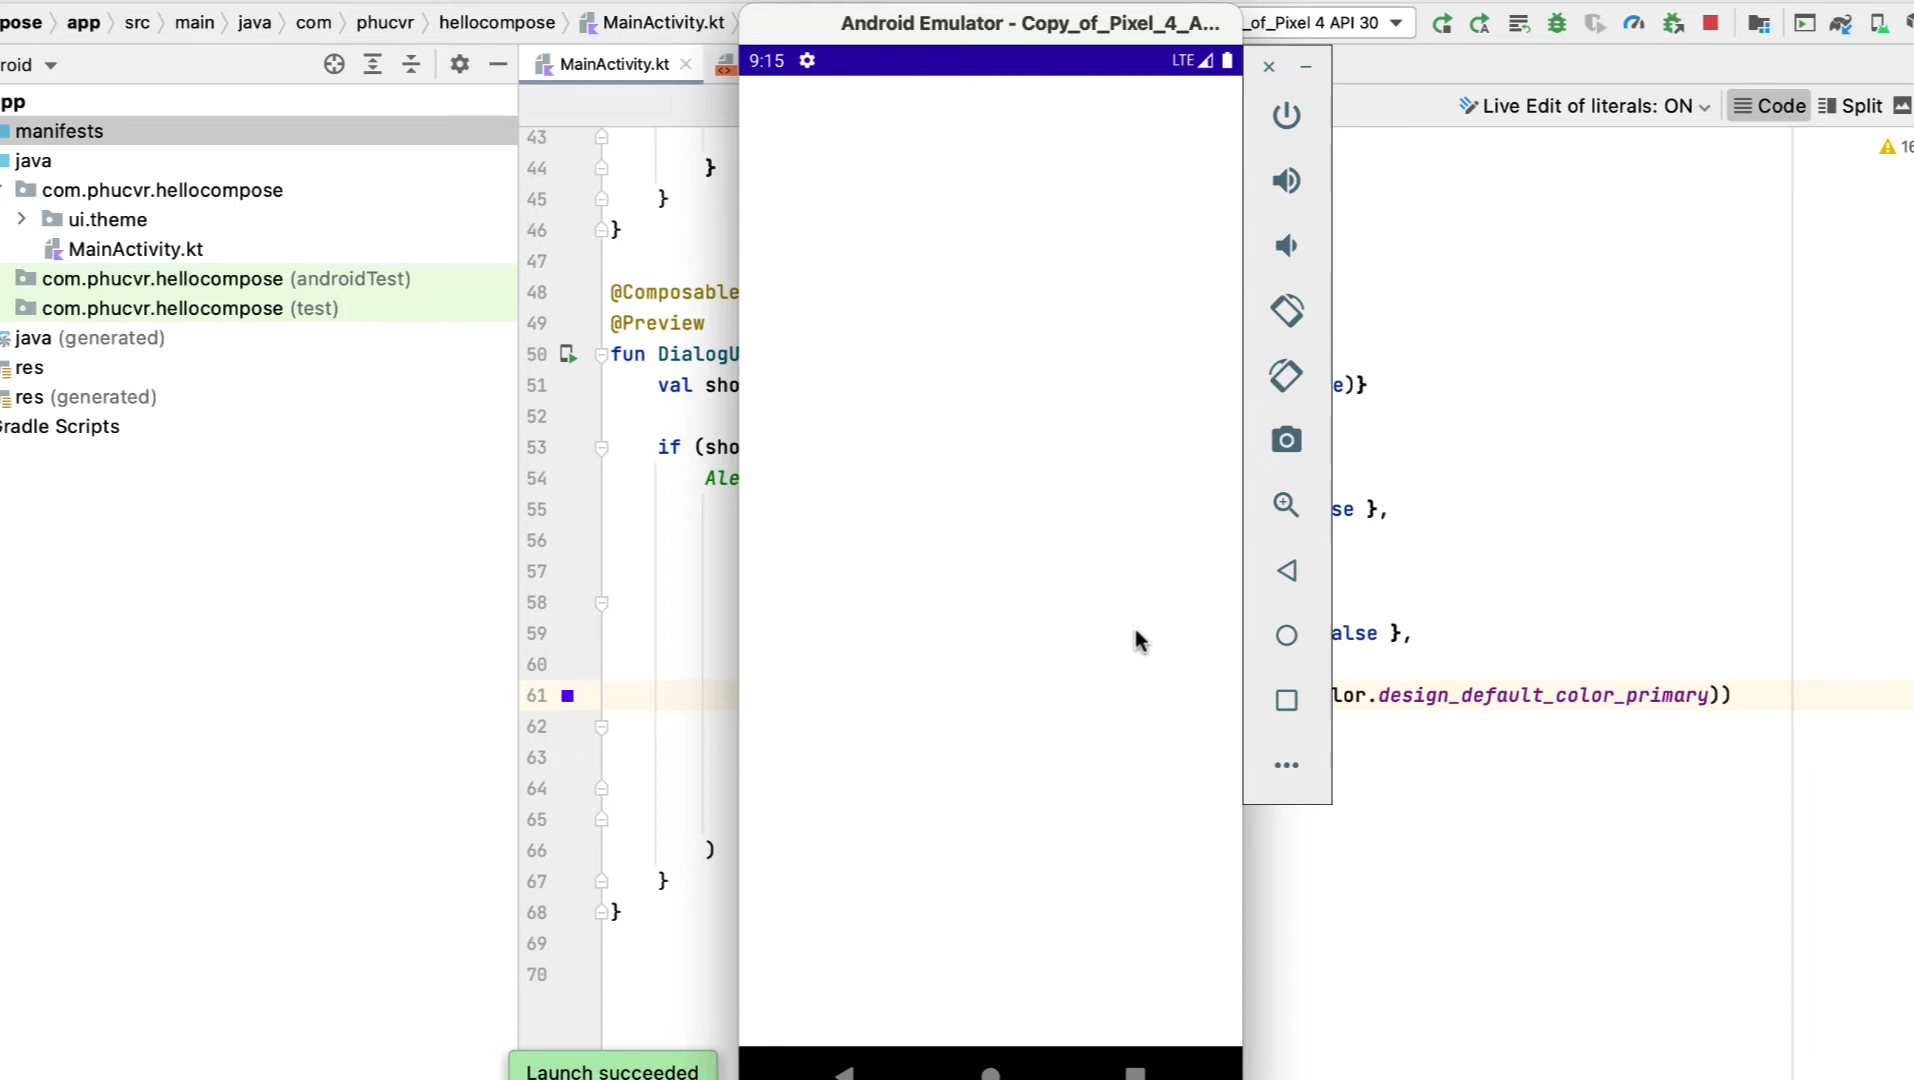 pose app src main java com phucvr hellocompose MainActivity.kt
Android Emulator - Copy_of_Pixel_4_A...
_of_Pixel 4 API 30
roid
MainActivity.kt
9:15
LTE
Live Edit of literals: ON
Code
Split
16
pp
manifests
java
com.phucvr.hellocompose
ui.theme
MainActivity.kt
com.phucvr.hellocompose (androidTest)
com.phucvr.hellocompose (test)
java (generated)
res
res (generated)
Gradle Scripts
43
44 }
45 }
46 }
47
48 @Composable
49 @Preview
50 fun DialogU
51 val sho e)}
52
53 if (sho
54 Ale
55 se },
56
57
58
59 alse },
60
61 lor.design_default_color_primary))
62
63
64
65
66 )
67 }
68 }
69
70
Launch succeeded